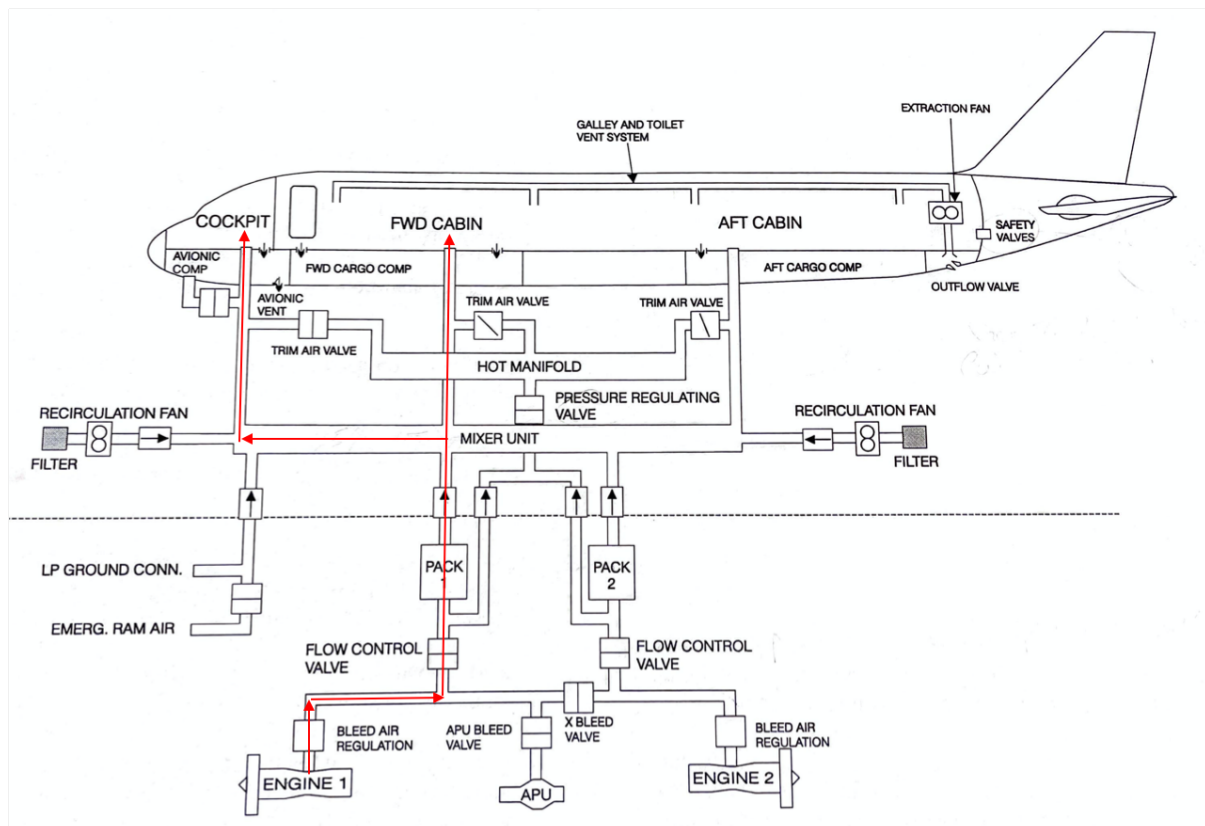 EXTRACTION FAN
GALLEY AND TOILET
VENT SYSTEM
COCKPIT
FWD CABIN
AFT CABIN
SAFETY
VALVES
AVIONIC
COMP
FWD CARGO COMP
AFT CARGO COMP
OUTFLOW VALVE
AVIONIC
VENT
TRIM AIR VALVE
TRIM AIR VALVE
TRIM AIR VALVE
HOT MANIFOLD
PRESSURE REGULATING
VALVE
RECIRCULATION FAN
RECIRCULATION FAN
MIXER UNIT
FILTER
FILTER
LP GROUND CONN.
PACK
1
PACK
2
EMERG. RAM AIR
FLOW CONTROL
VALVE
FLOW CONTROL
VALVE
BLEED AIR
REGULATION
APU BLEED
VALVE
X BLEED
VALVE
BLEED AIR
REGULATION
ENGINE 1
APU
ENGINE 2